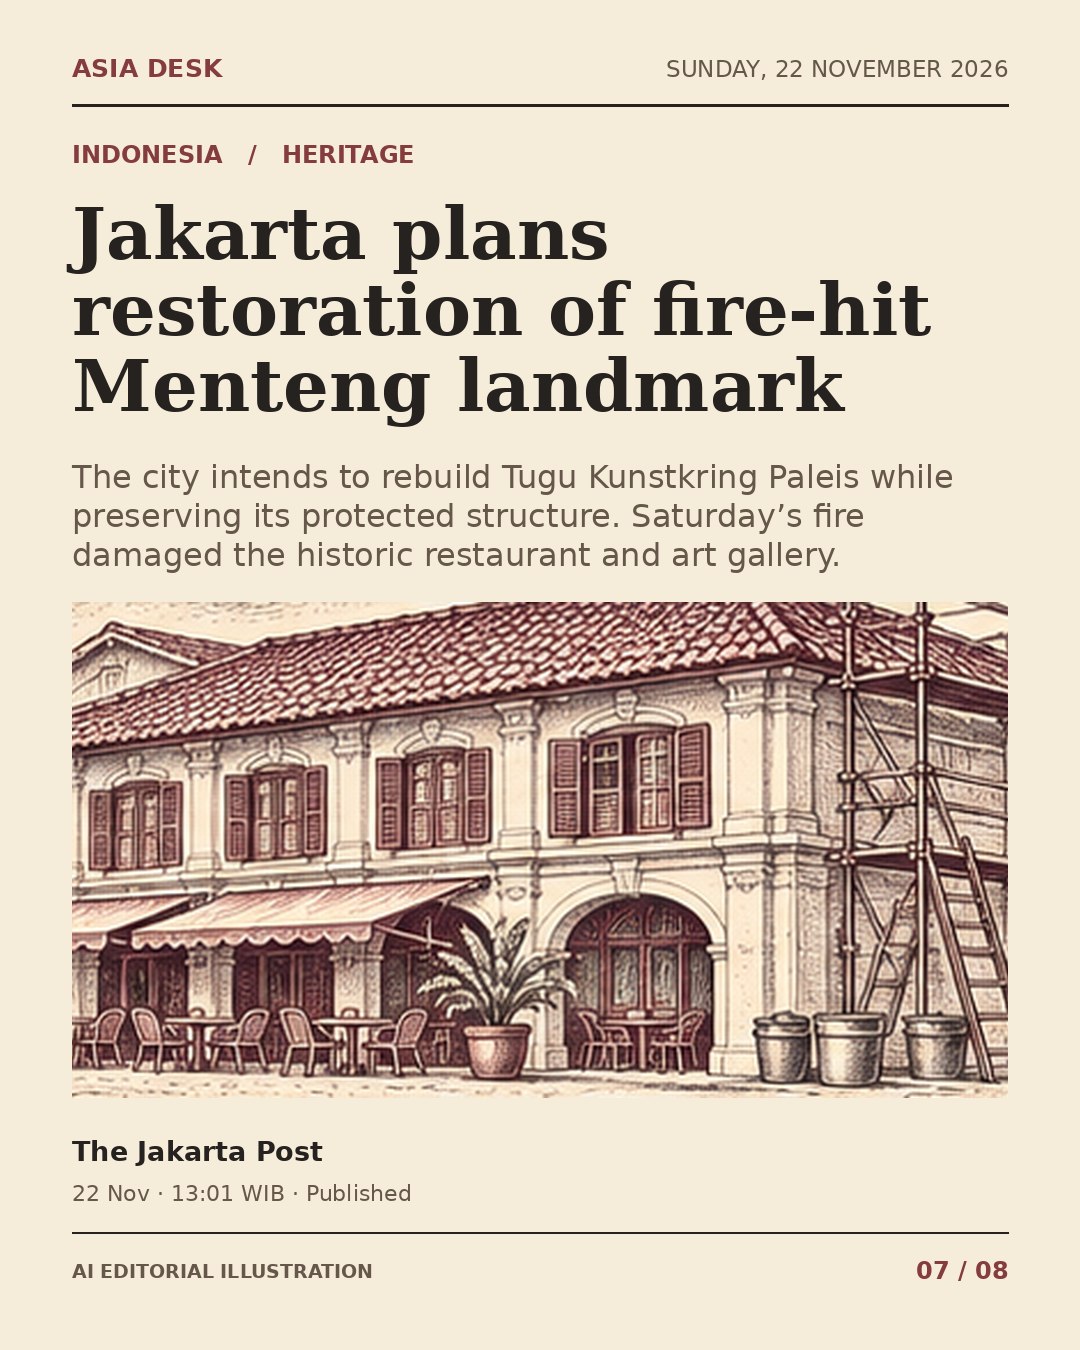 ASIA DESK
SUNDAY, 22 NOVEMBER 2026
INDONESIA / HERITAGE
Jakarta plans
restoration of fire-hit
Menteng landmark
The city intends to rebuild Tugu Kunstkring Paleis while
preserving its protected structure. Saturday’s fire
damaged the historic restaurant and art gallery.
The Jakarta Post
22 Nov · 13:01 WIB · Published
AI EDITORIAL ILLUSTRATION
07 / 08